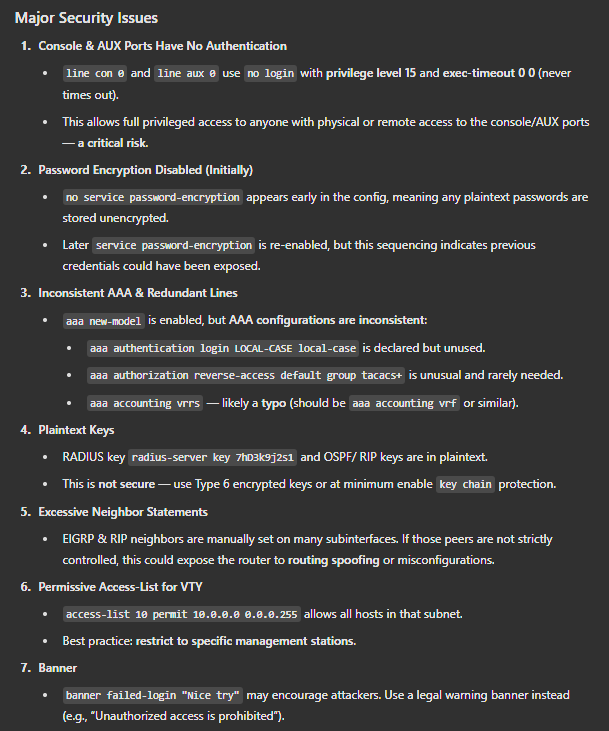 Major Security Issues
1. Console & AUX Ports Have No Authentication
• line con 0 and line aux 0 use no login with privilege level 15 and exec-timeout 0 0 (never
times out).
• This allows full privileged access to anyone with physical or remote access to the console/AUX ports
— a critical risk.
2. Password Encryption Disabled (Initially)
• no service password-encryption appears early in the config, meaning any plaintext passwords are
stored unencrypted.
• Later service password-encryption is re-enabled, but this sequencing indicates previous
credentials could have been exposed.
3. Inconsistent AAA & Redundant Lines
• aaa new-model is enabled, but AAA configurations are inconsistent:
• aaa authentication login LOCAL-CASE local-case is declared but unused.
• aaa authorization reverse-access default group tacacs+ is unusual and rarely needed.
• aaa accounting vrrs — likely a typo (should be aaa accounting vrf or similar).
4. Plaintext Keys
• RADIUS key radius-server key 7hD3k9j2s1 and OSPF/ RIP keys are in plaintext.
• This is not secure — use Type 6 encrypted keys or at minimum enable key chain protection.
5. Excessive Neighbor Statements
• EIGRP & RIP neighbors are manually set on many subinterfaces. If those peers are not strictly
controlled, this could expose the router to routing spoofing or misconfigurations.
6. Permissive Access-List for VTY
• access-list 10 permit 10.0.0.0 0.0.0.255 allows all hosts in that subnet.
• Best practice: restrict to specific management stations.
7. Banner
• banner failed-login "Nice try" may encourage attackers. Use a legal warning banner instead
(e.g., “Unauthorized access is prohibited”).